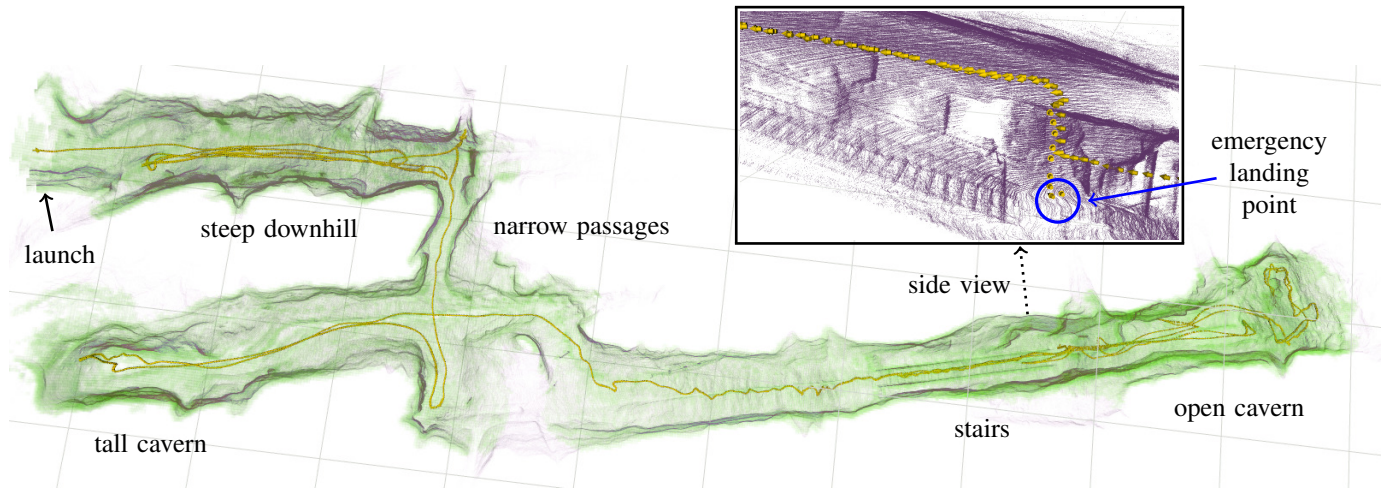 emergency
landing
point
steep downhill
narrow passages
launch
side view
open cavern
stairs
tall cavern